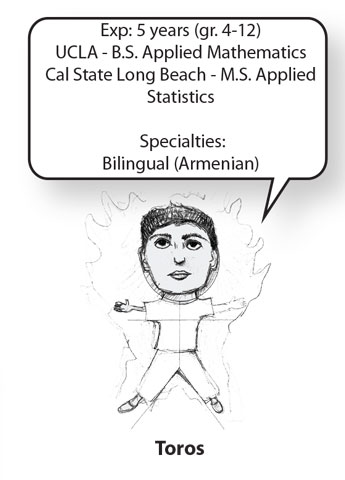 Exp: 5 years (gr. 4-12)
UCLA - B.S. Applied Mathematics
Cal State Long Beach - M.S. Applied
Statistics
Specialties:
Bilingual (Armenian)
Toros